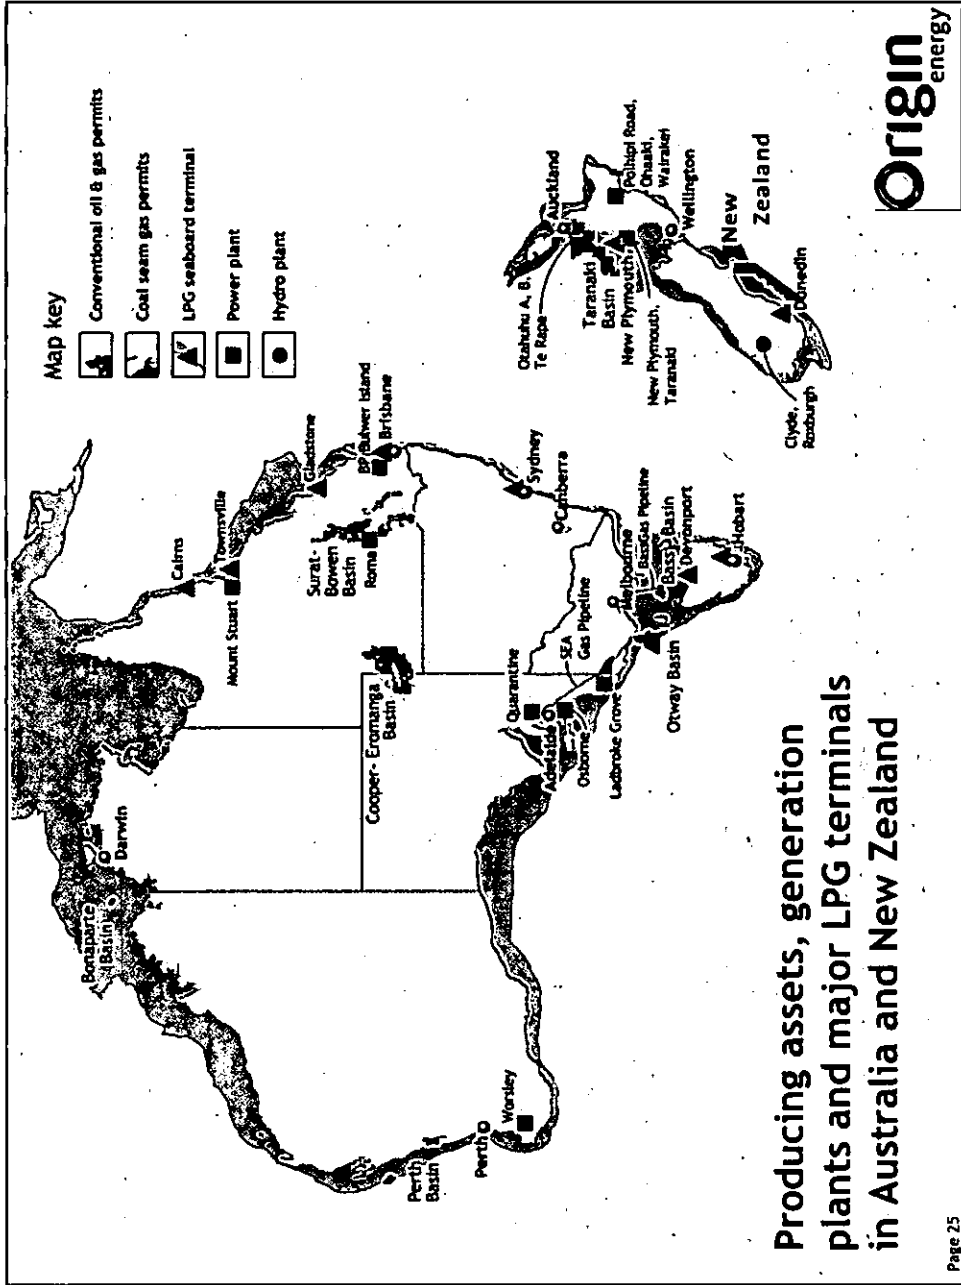 Producing assets, generation
plants and major LPG terminals
in Australia and New Zealand
Map key
Conventional oil & gas permits
Coal seam gas permits
LPG seaboard terminal
Power plant
Hydro plant
Bonaparte
Basin
Darwin
Cairns
Townsville
Mount Stuart
Gladstone
Surat-
Bowen
Basin
Roma
Bulwer Island
Brisbane
Cooper-Eromanga
Basin
Perth
Basin
Perth
Worsley
Quarantine
Adelaide
Osborne
Ladbroke Grove
SEA
Gas Pipeline
Melbourne
BassGas Pipeline
Bass Basin
Otway Basin
Devonport
Hobart
Canberra
Sydney
Auckland
Otahuhu A, B,
Te Rapa
Taranaki
Basin
New Plymouth
New Plymouth,
Taranaki
Poihipi Road,
Ohaaki,
Wairakei
Wellington
New
Zealand
Dunedin
Clyde,
Roxburgh
Origin
energy
Page 25